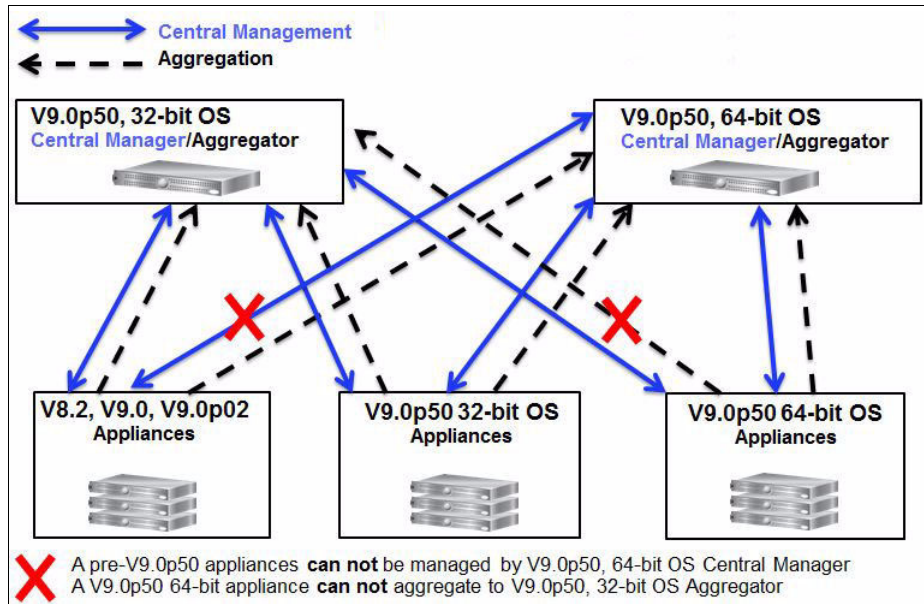 Central Management
Aggregation
V9.0p50, 32-bit OS
Central Manager/Aggregator
V9.0p50, 64-bit OS
Central Manager/Aggregator
V8.2, V9.0, V9.0p02
Appliances
V9.0p50 32-bit OS
Appliances
V9.0p50 64-bit OS
Appliances
A pre-V9.0p50 appliances can not be managed by V9.0p50, 64-bit OS Central Manager
A V9.0p50 64-bit appliance can not aggregate to V9.0p50, 32-bit OS Aggregator